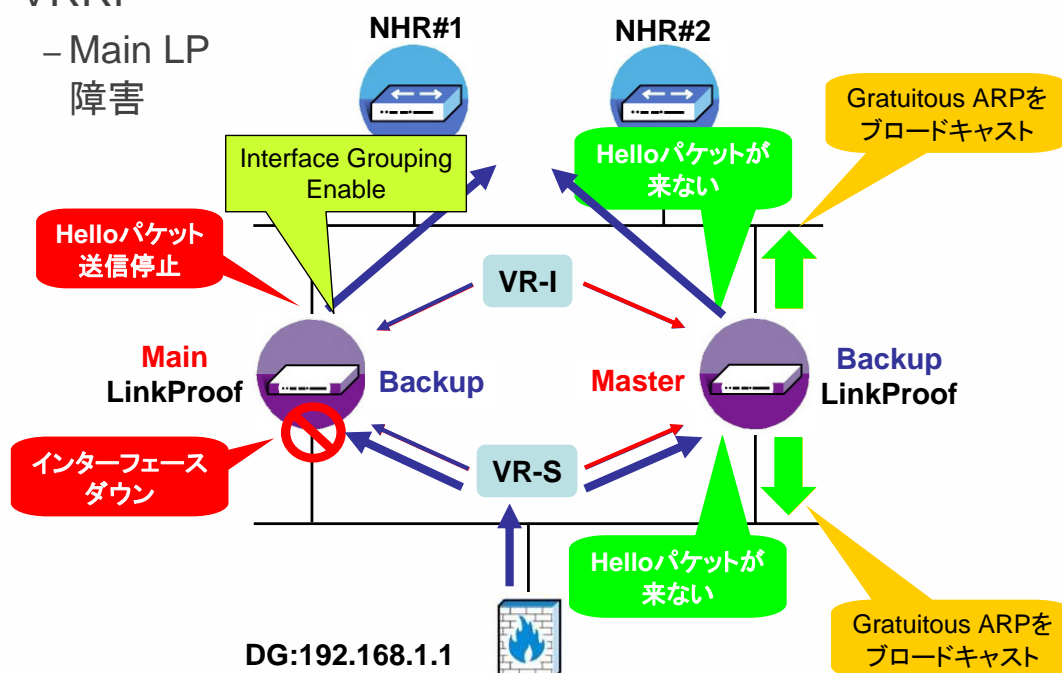 – Main LP
障害
NHR#1
NHR#2
Gratuitous ARPを
ブロードキャスト
Interface Grouping
Enable
Helloパケットが
来ない
Helloパケット
送信停止
VR-I
Main
LinkProof
Backup
Master
Backup
LinkProof
インターフェース
ダウン
VR-S
Helloパケットが
来ない
Gratuitous ARPを
ブロードキャスト
DG:192.168.1.1